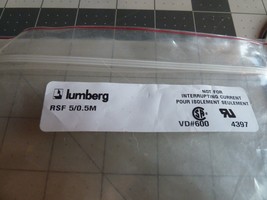 lumberg
RSF 5/0.5M
NOT FOR
INTERRUPTING CURRENT
POUR ISOLEMENT SEULEMENT
VD#600
4397